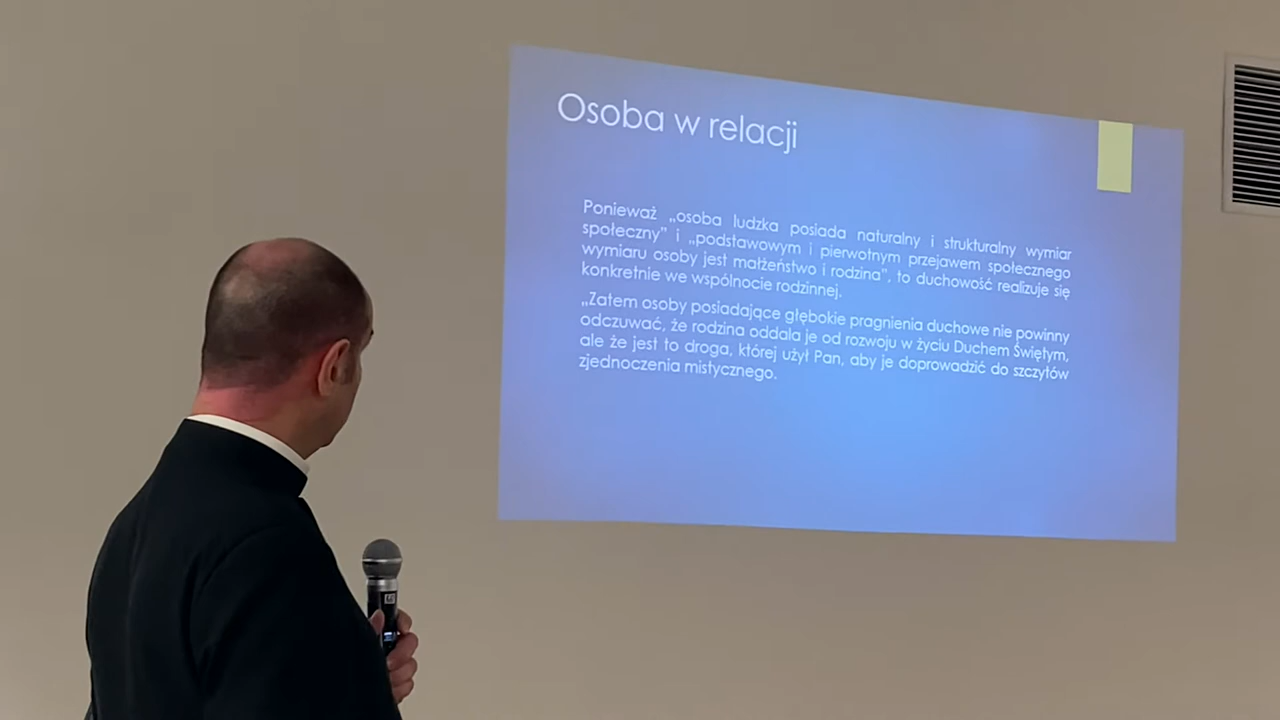 Osoba w relacji
Ponieważ „osoba ludzka posiada naturalny i strukturalny wymiar
społeczny” i „podstawowym i pierwotnym przejawem społecznego
wymiaru osoby jest małżeństwo i rodzina”, to duchowość realizuje się
konkretnie we wspólnocie rodzinnej.
„Zatem osoby posiadające głębokie pragnienia duchowe nie powinny
odczuwać, że rodzina oddala je od rozwoju w życiu Duchem Świętym,
ale że jest to droga, której użył Pan, aby je doprowadzić do szczytów
zjednoczenia mistycznego.